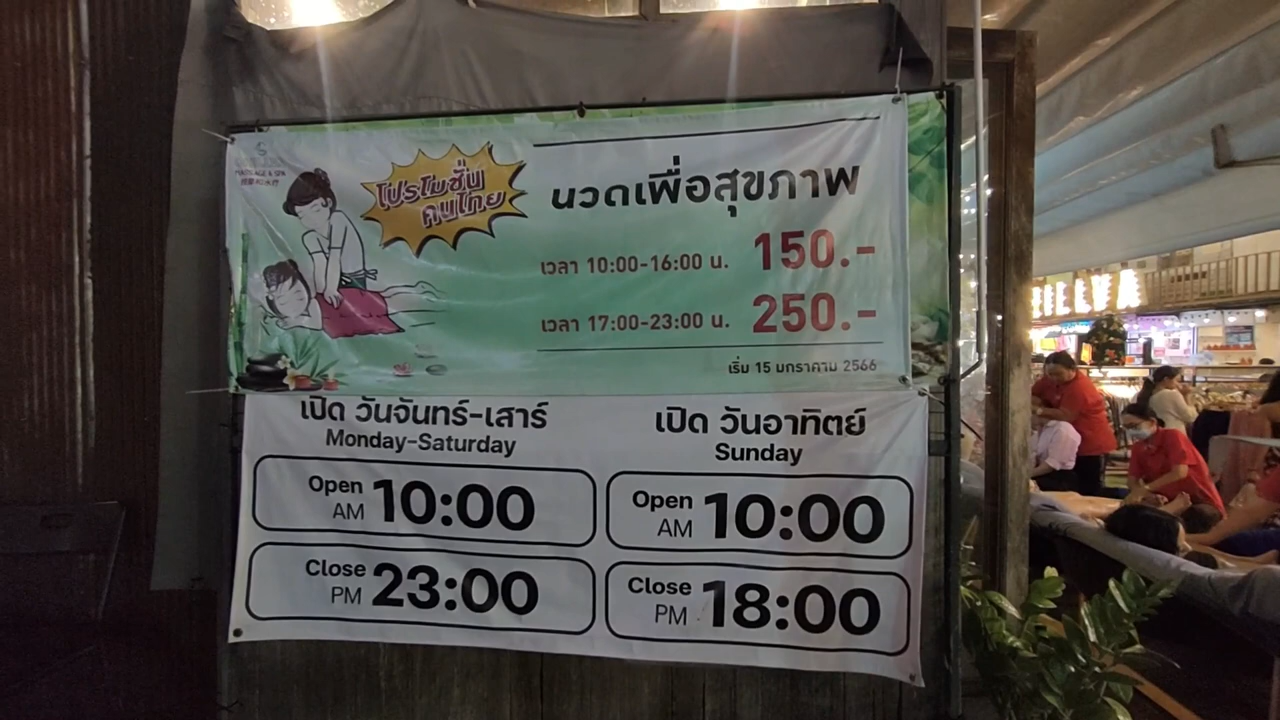 MASSAGE & SPA
โปรโมชั่น
คนไทย
นวดเพื่อสุขภาพ
เวลา 10:00-16:00 น. 150.-
เวลา 17:00-23:00 น. 250.-
เริ่ม 15 มกราคม 2566
เปิด วันจันทร์-เสาร์
Monday-Saturday
Open AM 10:00
Close PM 23:00
เปิด วันอาทิตย์
Sunday
Open AM 10:00
Close PM 18:00